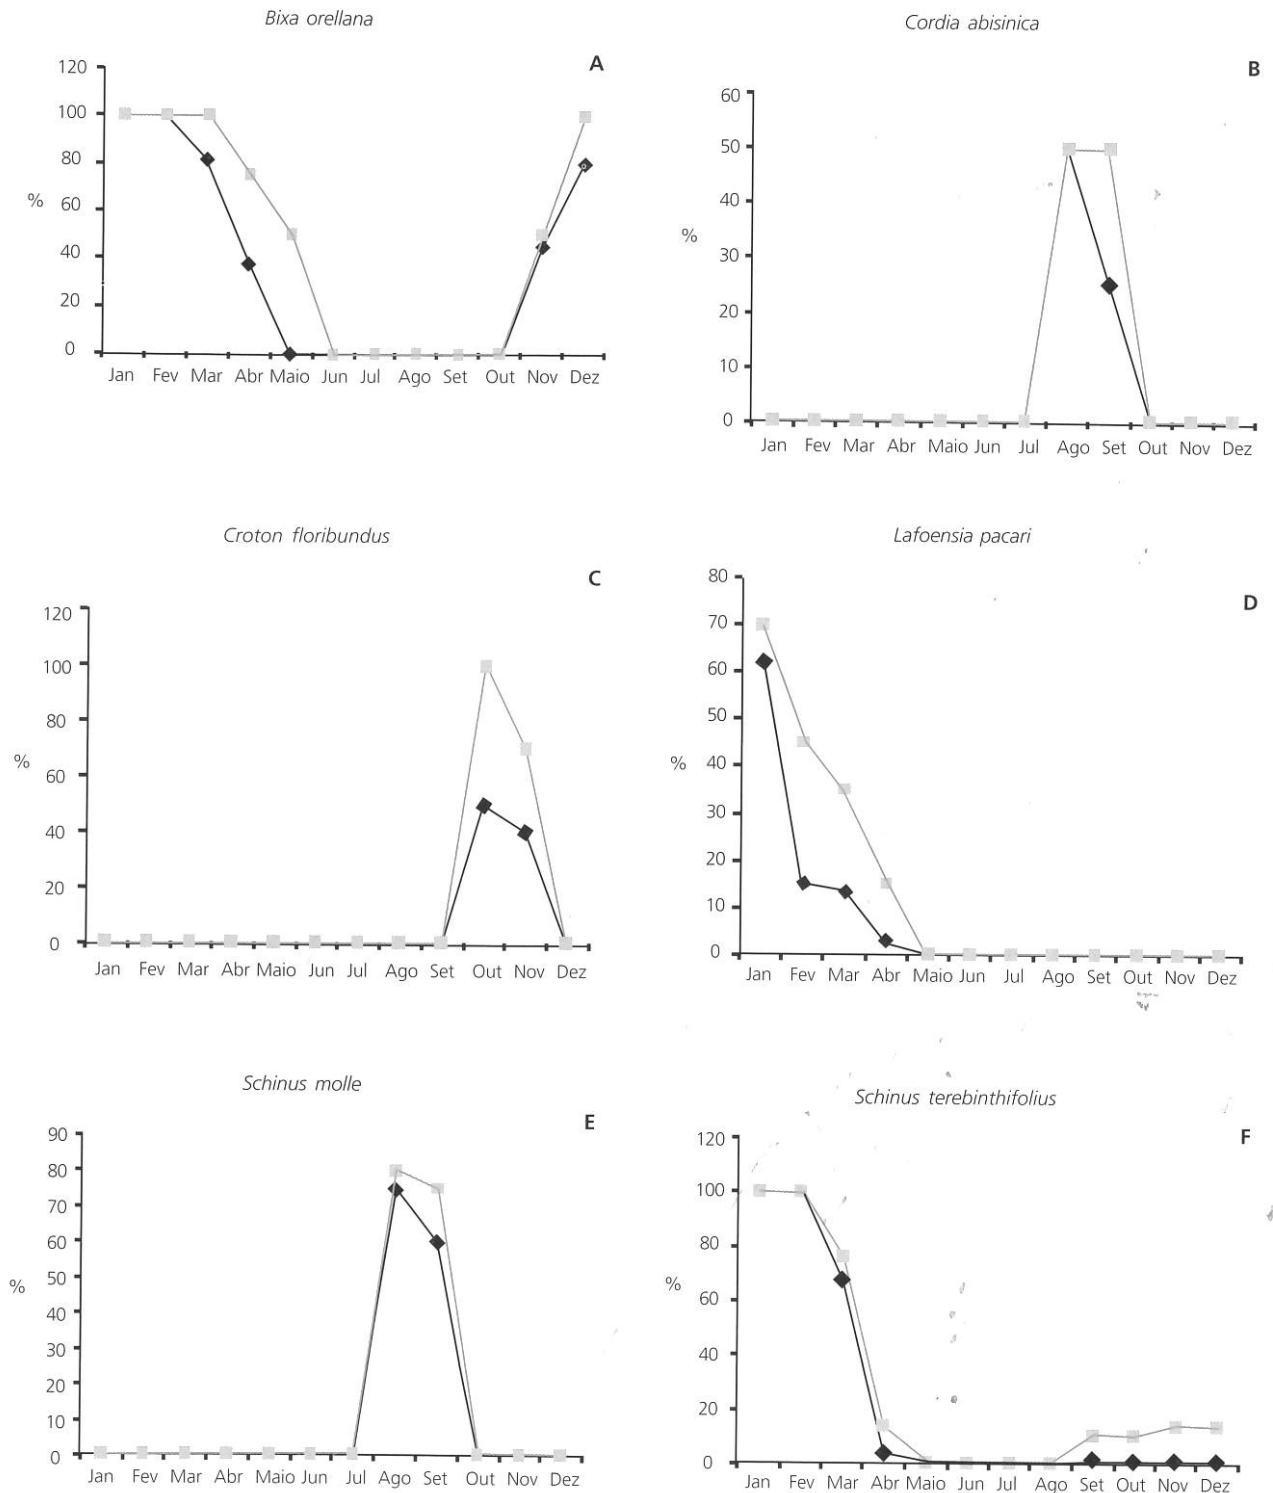 Bixa orellana
A
120
100
80
60
40
20
0
%
Jan Fev Mar Abr Maio Jun Jul Ago Set Out Nov Dez
Cordia abisinica
B
60
50
40
30
20
10
0
%
Jan Fev Mar Abr Maio Jun Jul Ago Set Out Nov Dez
Croton floribundus
C
120
100
80
60
40
20
0
%
Jan Fev Mar Abr Maio Jun Jul Ago Set Out Nov Dez
Lafoensia pacari
D
80
70
60
50
40
30
20
10
0
%
Jan Fev Mar Abr Maio Jun Jul Ago Set Out Nov Dez
Schinus molle
E
90
80
70
60
50
40
30
20
10
0
%
Jan Fev Mar Abr Maio Jun Jul Ago Set Out Nov Dez
Schinus terebinthifolius
F
120
100
80
60
40
20
0
%
Jan Fev Mar Abr Maio Jun Jul Ago Set Out Nov Dez